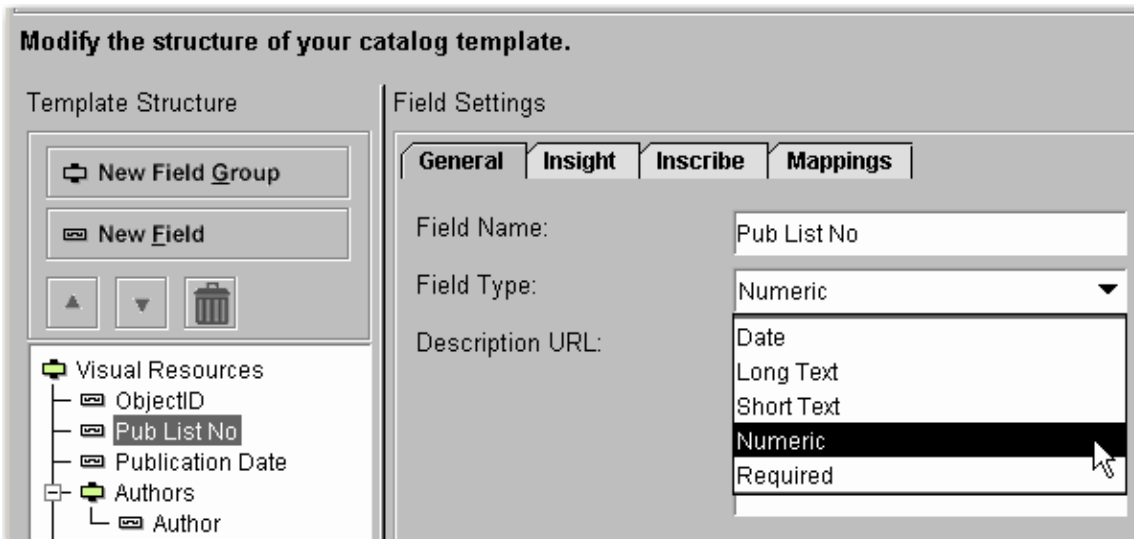 Modify the structure of your catalog template.
Template Structure
New Field Group
New Field
Visual Resources
ObjectID
Pub List No
Publication Date
Authors
Author
Field Settings
General Insight Inscribe Mappings
Field Name: Pub List No
Field Type: Numeric
Description URL:
Date
Long Text
Short Text
Numeric
Required